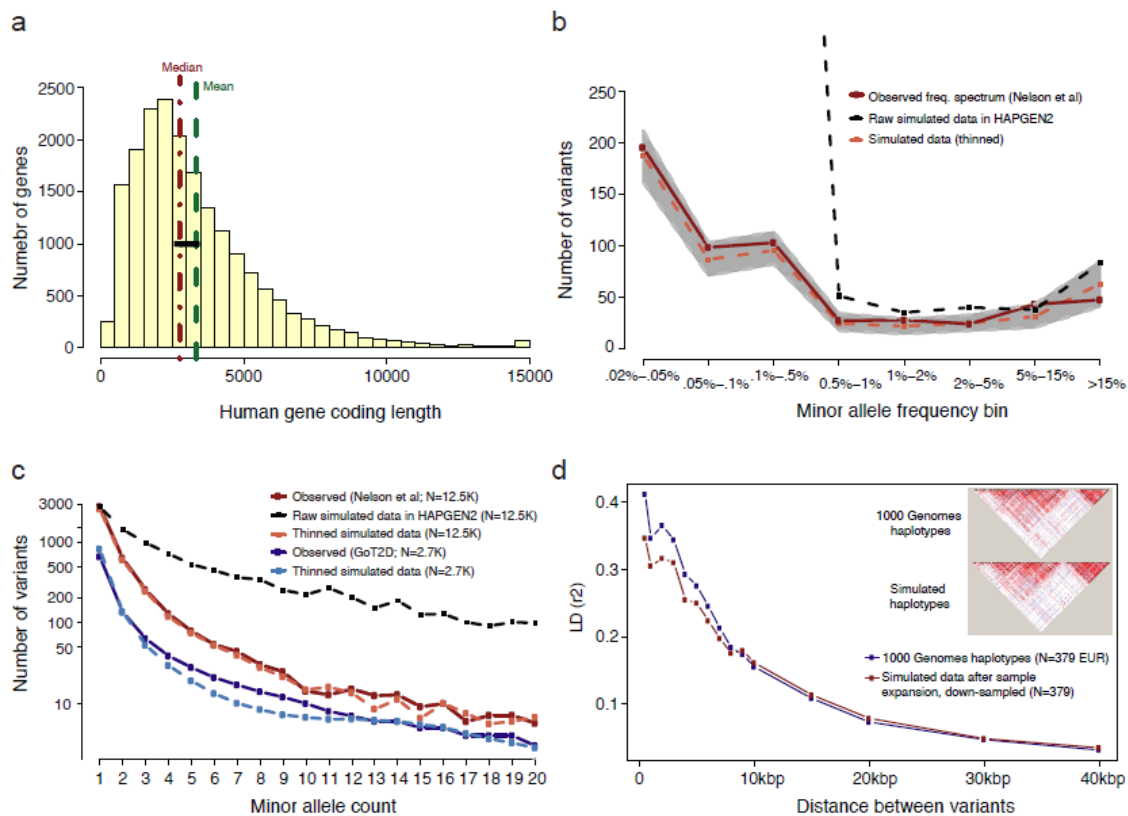 a
Median
Mean
2500
2000
1500
1000
500
0
Numebr of genes
0
5000
10000
15000
Human gene coding length
b
250
200
150
100
50
0
Number of variants
Observed freq. spectrum (Nelson et al)
Raw simulated data in HAPGEN2
Simulated data (thinned)
.02%–.05%
.05%–.1%
.1%–.5%
0.5%–1%
1%–2%
2%–5%
5%–15%
>15%
Minor allele frequency bin
c
3000
1000
500
200
100
50
10
Number of variants
Observed (Nelson et al; N=12.5K)
Raw simulated data in HAPGEN2 (N=12.5K)
Thinned simulated data (N=12.5K)
Observed (GoT2D; N=2.7K)
Thinned simulated data (N=2.7K)
1 2 3 4 5 6 7 8 9 10 11 12 13 14 15 16 17 18 19 20
Minor allele count
d
0.4
0.3
0.2
0.1
LD (r2)
1000 Genomes
haplotypes
Simulated
haplotypes
1000 Genomes haplotypes (N=379 EUR)
Simulated data after sample
expansion, down-sampled (N=379)
0
10kbp
20kbp
30kbp
40kbp
Distance between variants